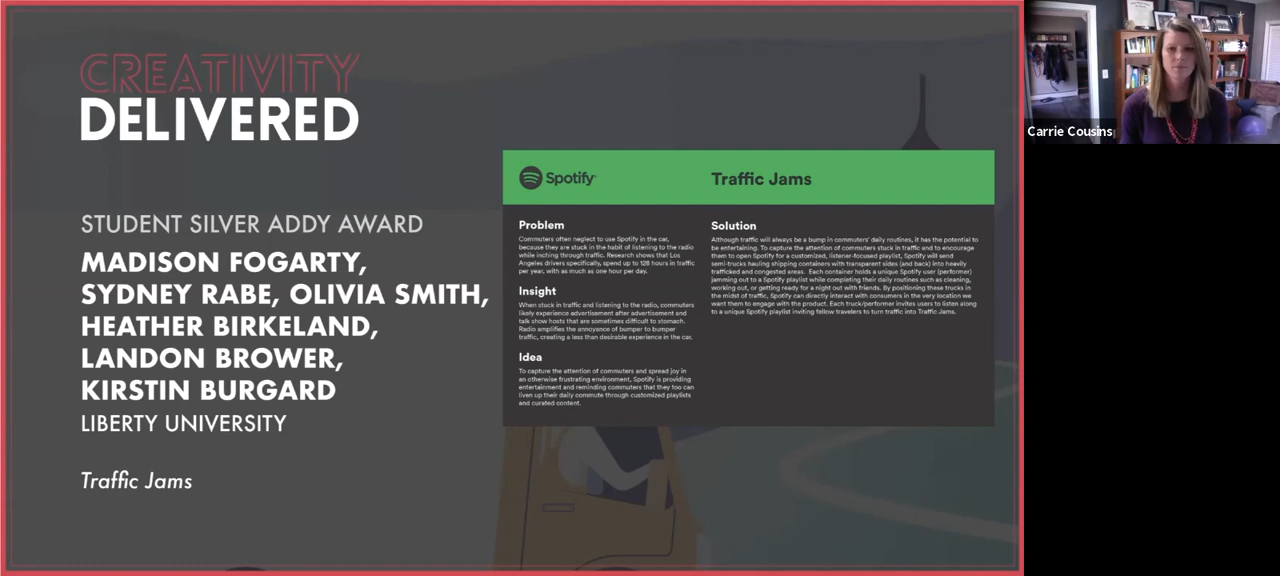 CREATIVITY
DELIVERED
STUDENT SILVER ADDY AWARD
MADISON FOGARTY,
SYDNEY RABE, OLIVIA SMITH,
HEATHER BIRKELAND,
LANDON BROWER,
KIRSTIN BURGARD
LIBERTY UNIVERSITY
Traffic Jams
Spotify
Traffic Jams
Problem
Commuters often neglect to use Spotify in the car,
because they are stuck in the habit of listening to the radio
while inching through traffic. Research shows that Los
Angeles drivers specifically, spend up to 128 hours in traffic
per year, with as much as one hour per day.
Insight
When stuck in traffic and listening to the radio, commuters
likely experience advertisement after advertisement and
talk show hosts that are sometimes difficult to stomach.
Radio amplifies the annoyance of bumper to bumper
traffic, creating a less than desirable experience in the car.
Idea
To capture the attention of commuters and spread joy in
an otherwise frustrating environment, Spotify is providing
entertainment and reminding commuters that they too can
liven up their daily commute through customized playlists
and curated content.
Solution
Although traffic will always be a bump in commuters' daily routines, it has the potential to
be entertaining. To capture the attention of commuters stuck in traffic and to encourage
them to open Spotify for a customized, listener-focused playlist, Spotify will send
semi-trucks hauling shipping containers with transparent sides (and back) into heavily
trafficked and congested areas. Each container holds a unique Spotify user (performer)
jamming out to a Spotify playlist while completing their daily routines such as cleaning,
working out, or getting ready for a night out with friends. By positioning these trucks in
the midst of traffic, Spotify can directly interact with consumers in the very location we
want them to engage with the product. Each truck/performer invites users to listen along
to a unique Spotify playlist inviting fellow travelers to turn traffic into Traffic Jams.
Carrie Cousins